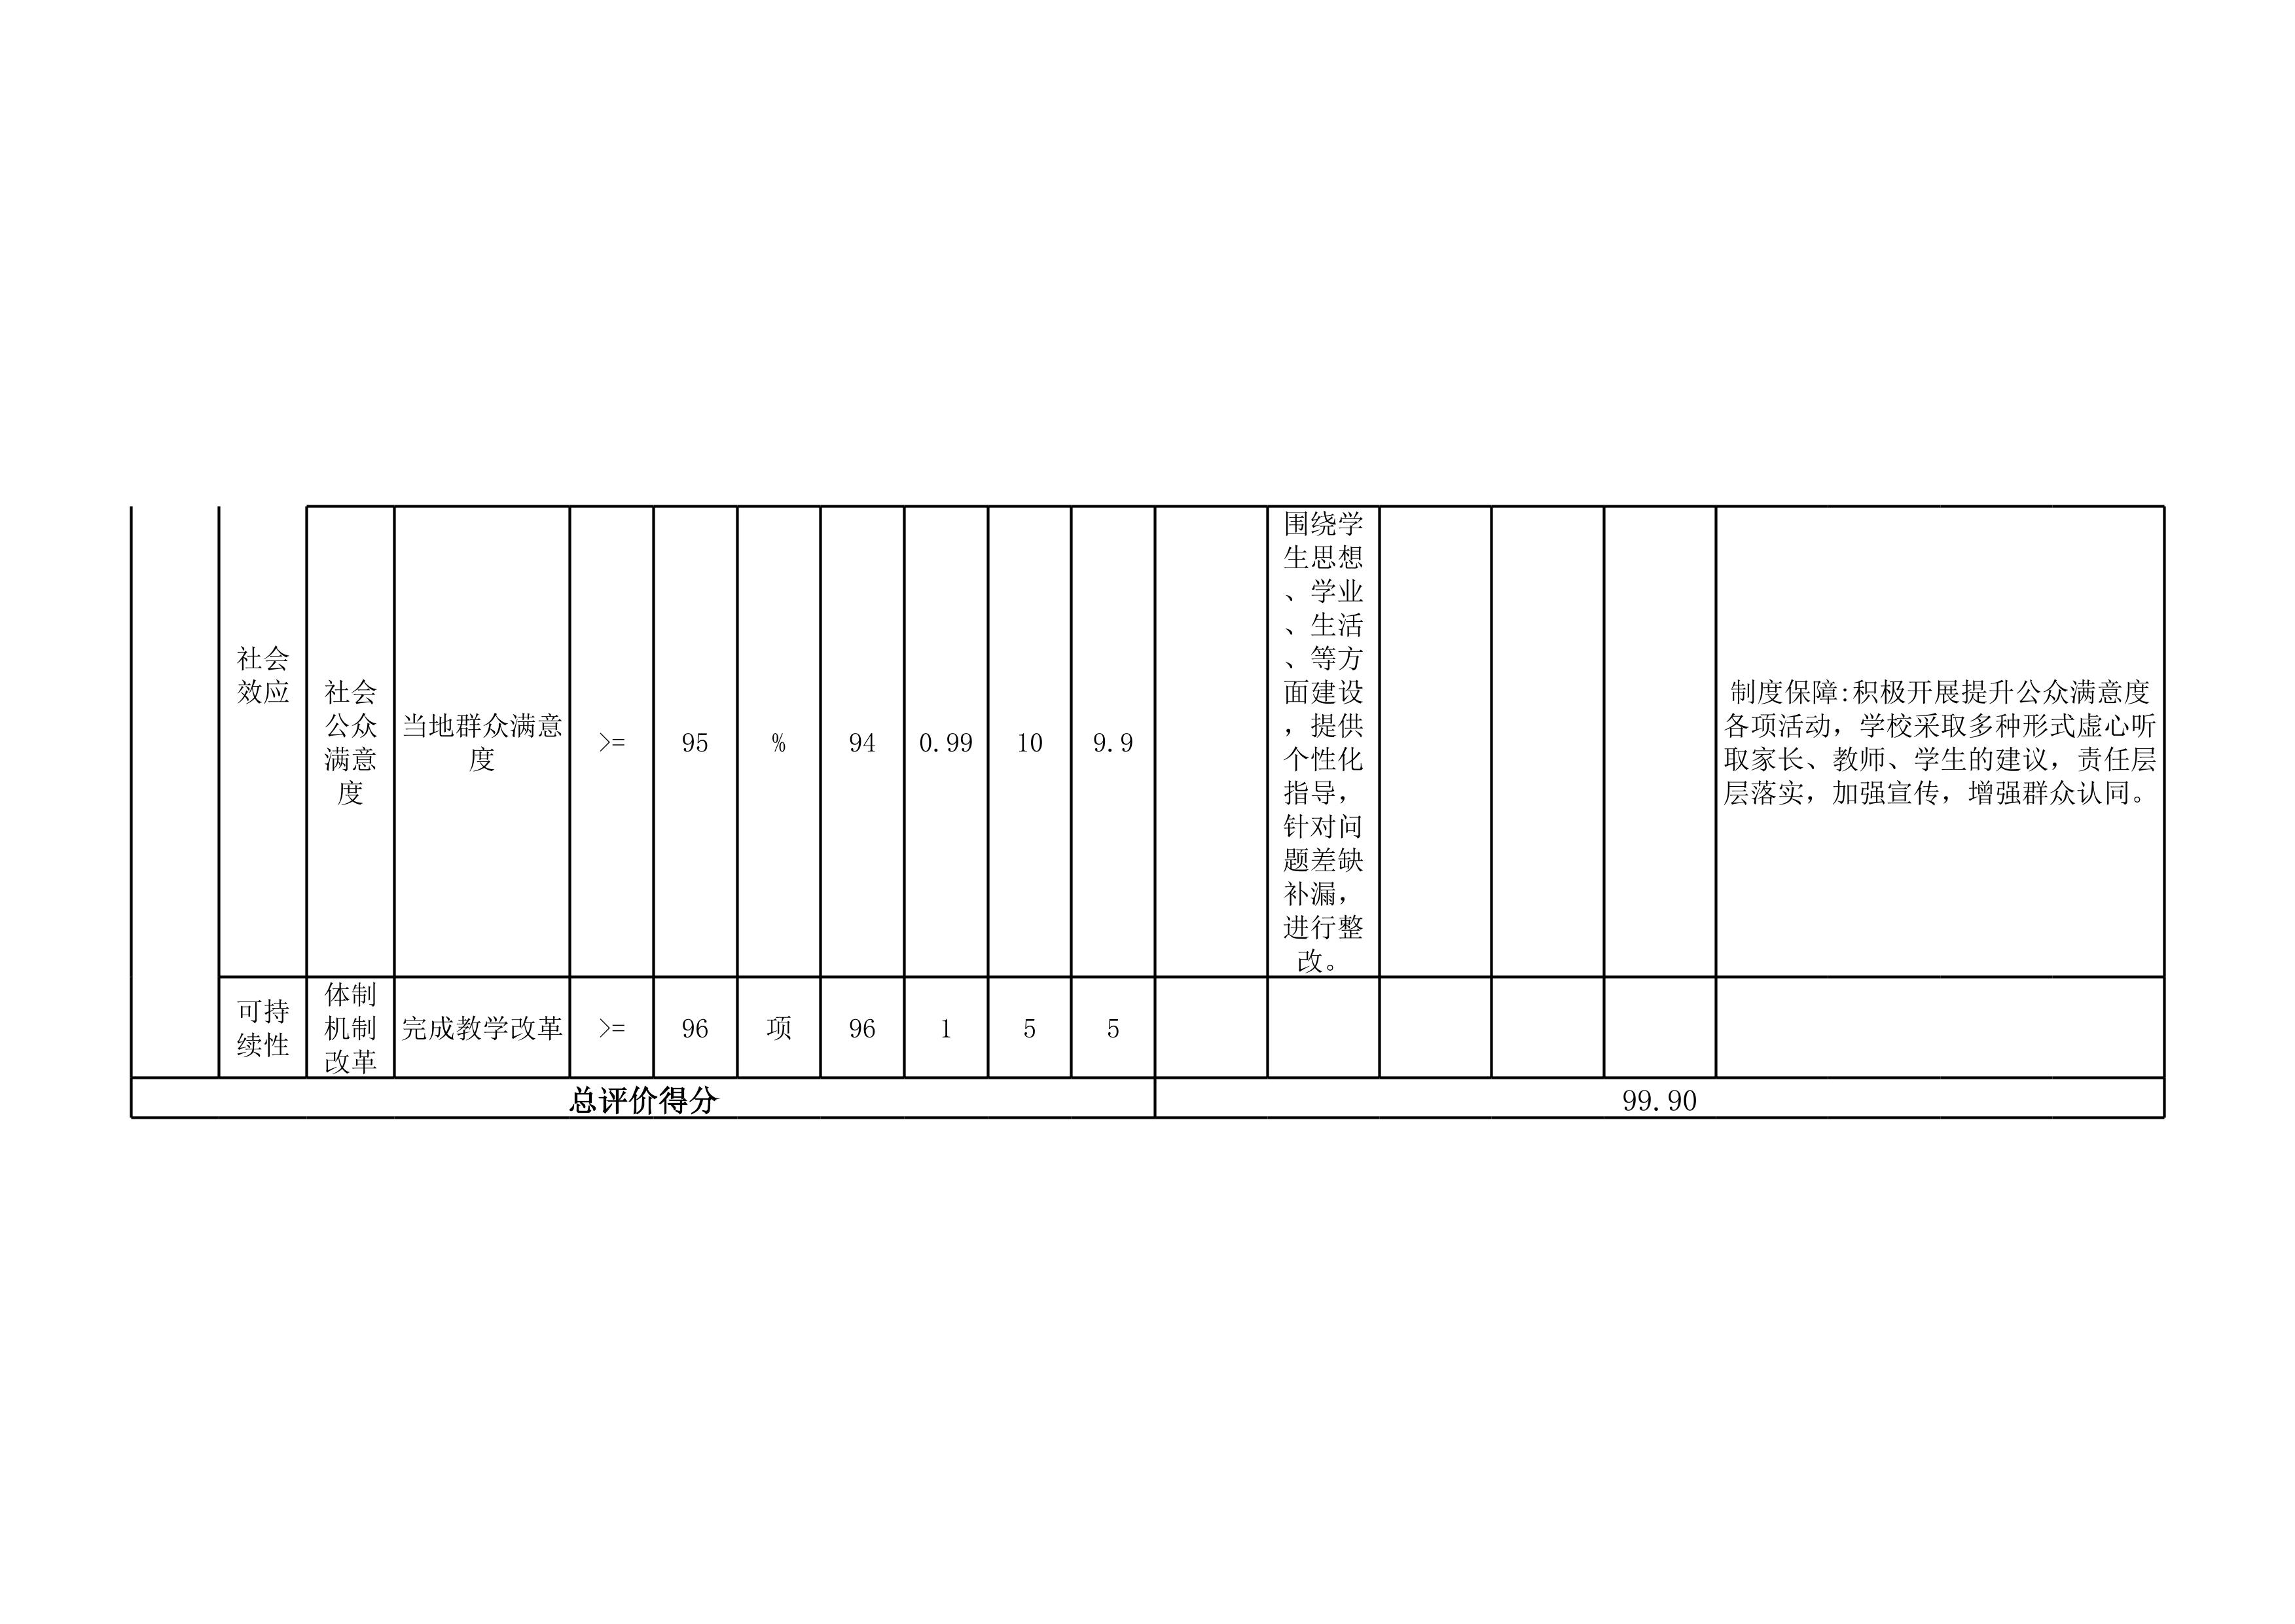 社会
效应
社会
公众
满意
度
当地群众满意
度
>=
95
%
94
0.99
10
9.9
围绕学
生思想
、学业
、生活
、等方
面建设
，提供
个性化
指导，
针对问
题差缺
补漏，
进行整
改。
制度保障:积极开展提升公众满意度
各项活动，学校采取多种形式虚心听
取家长、教师、学生的建议，责任层
层落实，加强宣传，增强群众认同。
可持
续性
体制
机制
改革
完成教学改革
>=
96
项
96
1
5
5
总评价得分
99.90